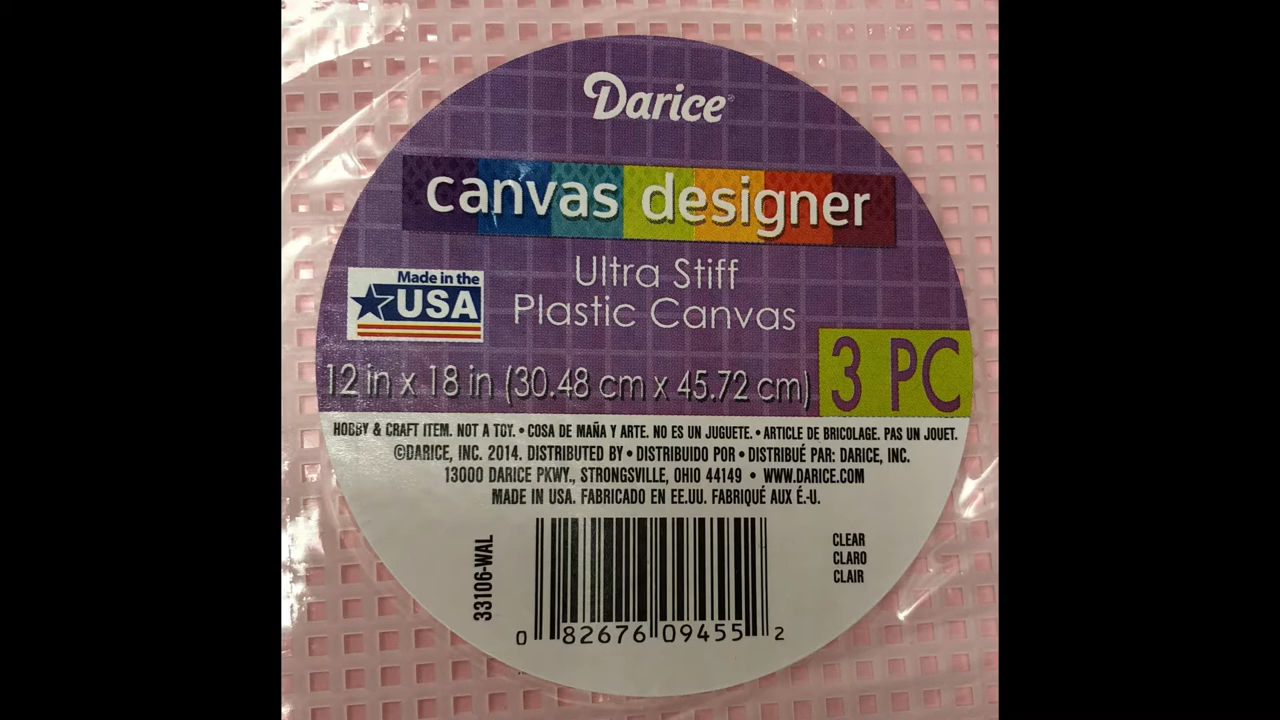 Darice
canvas designer
Ultra Stiff
Plastic Canvas
Made in the
USA
12 in x 18 in (30.48 cm x 45.72 cm)
3 PC
HOBBY & CRAFT ITEM. NOT A TOY. • COSA DE MAÑA Y ARTE. NO ES UN JUGUETE. • ARTICLE DE BRICOLAGE. PAS UN JOUET.
©DARICE, INC. 2014. DISTRIBUTED BY • DISTRIBUIDO POR • DISTRIBUÉ PAR: DARICE, INC.
13000 DARICE PKWY., STRONGSVILLE, OHIO 44149 • WWW.DARICE.COM
MADE IN USA. FABRICADO EN EE.UU. FABRIQUÉ AUX É.-U.
33106-WAL
CLEAR
CLARO
CLAIR
0 82676 09455 2